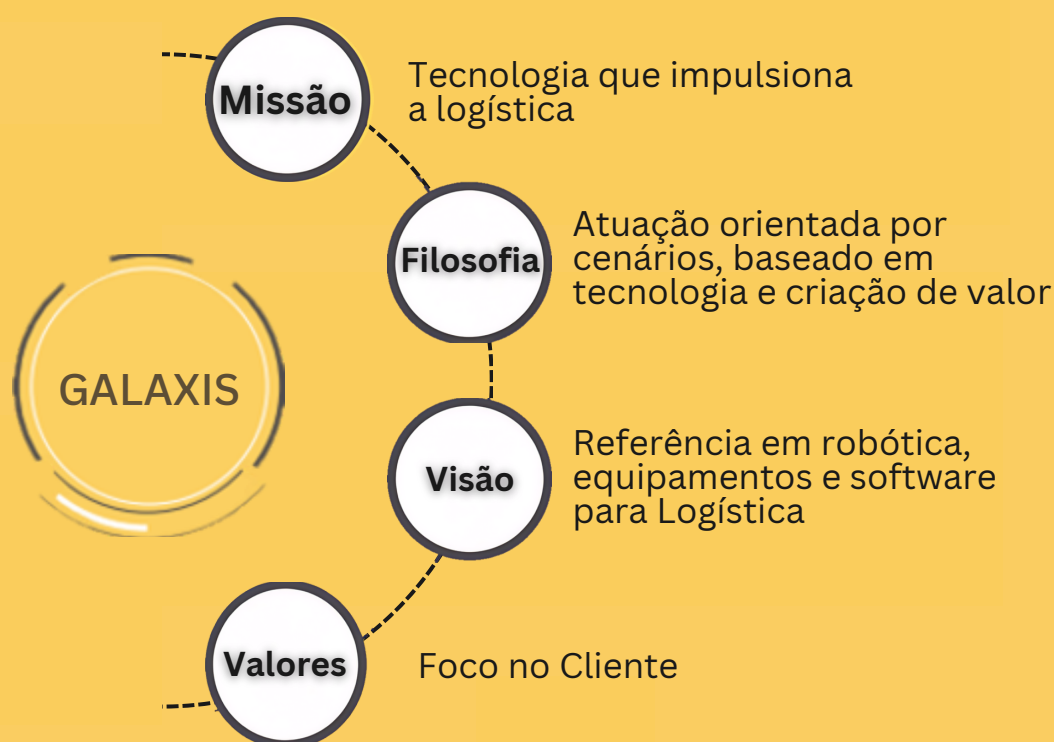 Missão
Tecnologia que impulsiona
a logística
Filosofia
Atuação orientada por
cenários, baseado em
tecnologia e criação de valor
GALAXIS
Visão
Referência em robótica,
equipamentos e software
para Logística
Valores
Foco no Cliente